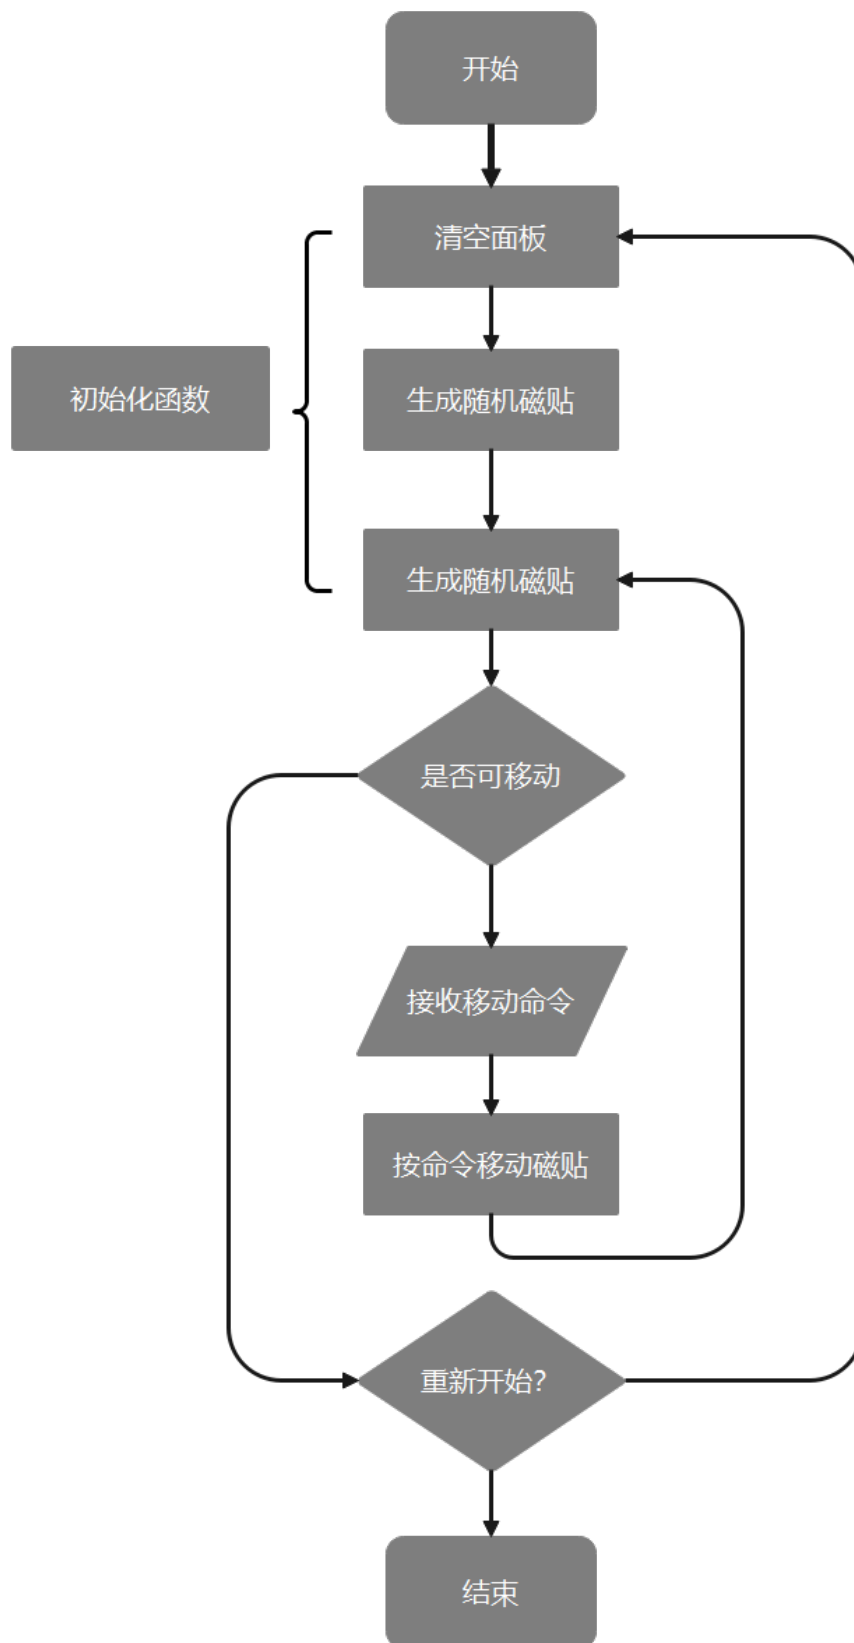 开始
清空面板
初始化函数
生成随机磁贴
生成随机磁贴
是否可移动
接收移动命令
按命令移动磁贴
重新开始?
结束